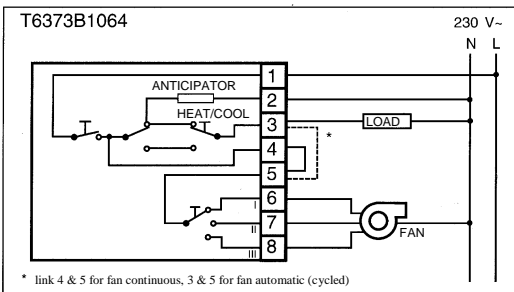 T6373B1064
230 V~
N L
1
ANTICIPATOR
2
HEAT/COOL
3
LOAD
*
4
5
6
I
7
II
FAN
8
III
* link 4 & 5 for fan continuous, 3 & 5 for fan automatic (cycled)